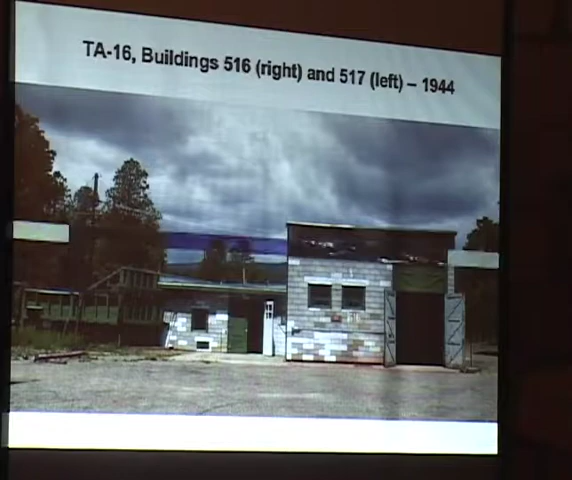 TA-16, Buildings 516 (right) and 517 (left) – 1944